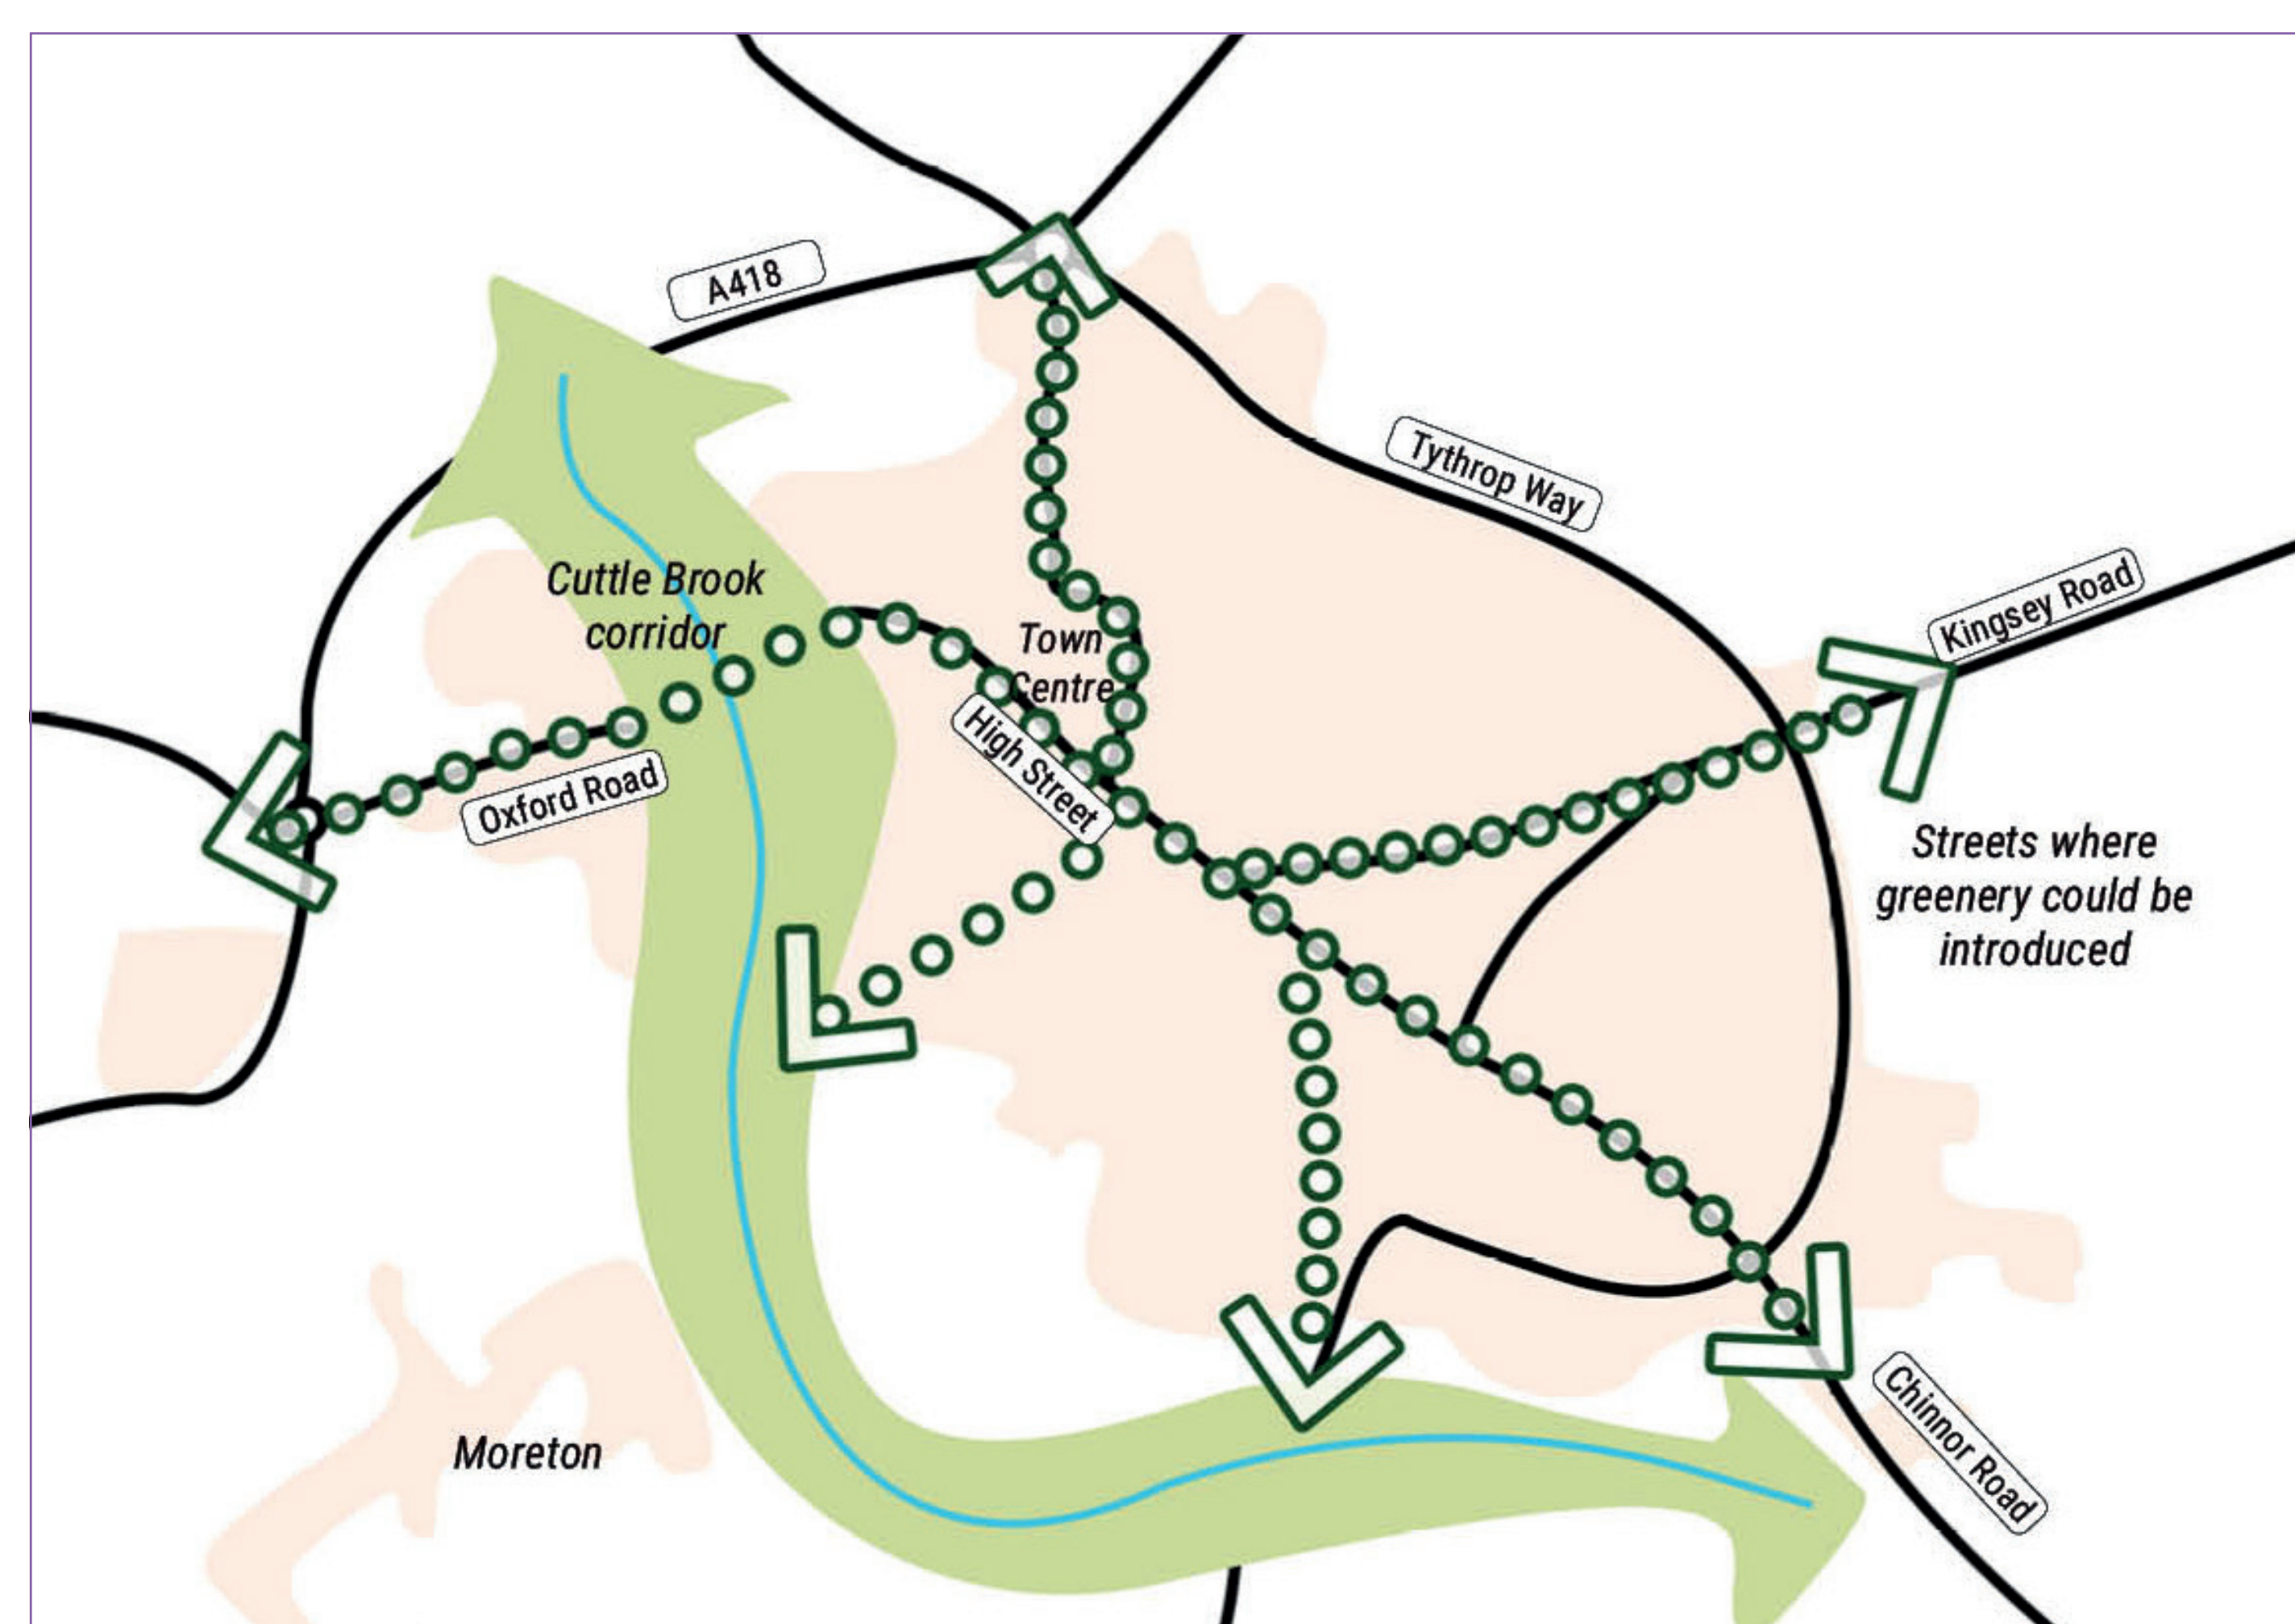 A418
Tythrop Way
Kingsey Road
Cuttle Brook
corridor
Town
Centre
High Street
Oxford Road
Streets where
greenery could be
introduced
Chinnor Road
Moreton